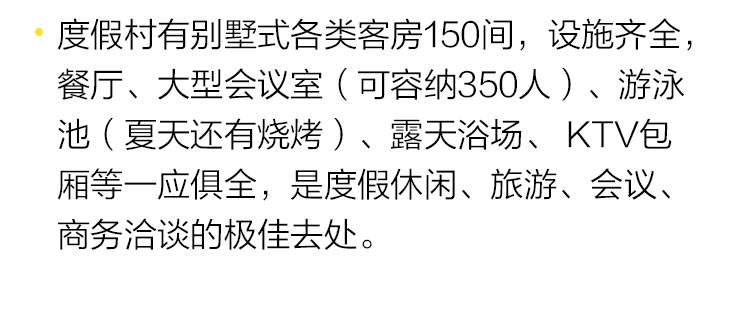 度假村有别墅式各类客房150间，设施齐全，
餐厅、大型会议室（可容纳350人）、游泳
池（夏天还有烧烤）、露天浴场、KTV包
厢等一应俱全，是度假休闲、旅游、会议、
商务洽谈的极佳去处。